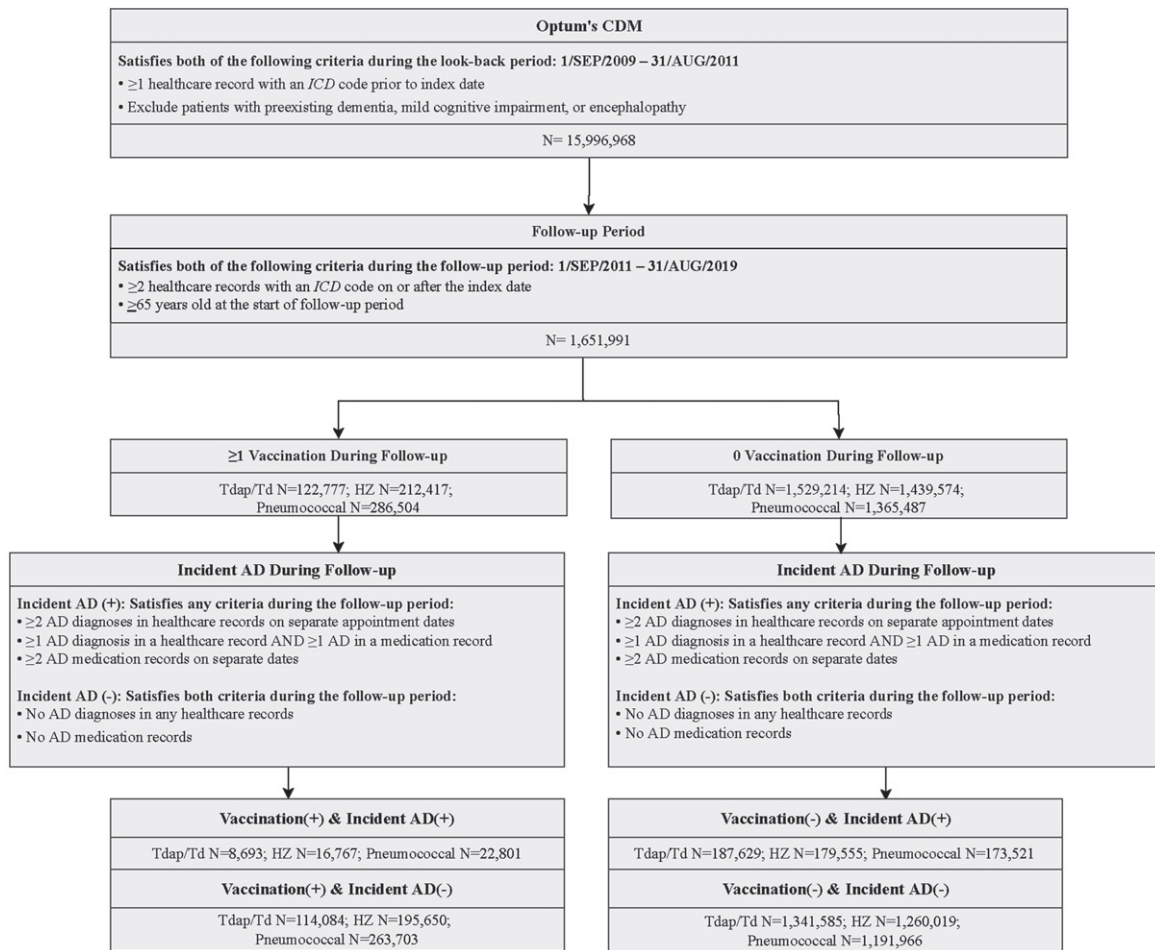 Optum's CDM
Satisfies both of the following criteria during the look-back period: 1/SEP/2009 – 31/AUG/2011
• ≥1 healthcare record with an ICD code prior to index date
• Exclude patients with preexisting dementia, mild cognitive impairment, or encephalopathy
N= 15,996,968
Follow-up Period
Satisfies both of the following criteria during the follow-up period: 1/SEP/2011 – 31/AUG/2019
• ≥2 healthcare records with an ICD code on or after the index date
• ≥65 years old at the start of follow-up period
N= 1,651,991
≥1 Vaccination During Follow-up
Tdap/Td N=122,777; HZ N=212,417;
Pneumococcal N=286,504
0 Vaccination During Follow-up
Tdap/Td N=1,529,214; HZ N=1,439,574;
Pneumococcal N=1,365,487
Incident AD During Follow-up
Incident AD (+): Satisfies any criteria during the follow-up period:
• ≥2 AD diagnoses in healthcare records on separate appointment dates
• ≥1 AD diagnosis in a healthcare record AND ≥1 AD in a medication record
• ≥2 AD medication records on separate dates
Incident AD (-): Satisfies both criteria during the follow-up period:
• No AD diagnoses in any healthcare records
• No AD medication records
Incident AD During Follow-up
Incident AD (+): Satisfies any criteria during the follow-up period:
• ≥2 AD diagnoses in healthcare records on separate appointment dates
• ≥1 AD diagnosis in a healthcare record AND ≥1 AD in a medication record
• ≥2 AD medication records on separate dates
Incident AD (-): Satisfies both criteria during the follow-up period:
• No AD diagnoses in any healthcare records
• No AD medication records
Vaccination(+) & Incident AD(+)
Tdap/Td N=8,693; HZ N=16,767; Pneumococcal N=22,801
Vaccination(+) & Incident AD(-)
Tdap/Td N=114,084; HZ N=195,650;
Pneumococcal N=263,703
Vaccination(-) & Incident AD(+)
Tdap/Td N=187,629; HZ N=179,555; Pneumococcal N=173,521
Vaccination(-) & Incident AD(-)
Tdap/Td N=1,341,585; HZ N=1,260,019;
Pneumococcal N=1,191,966